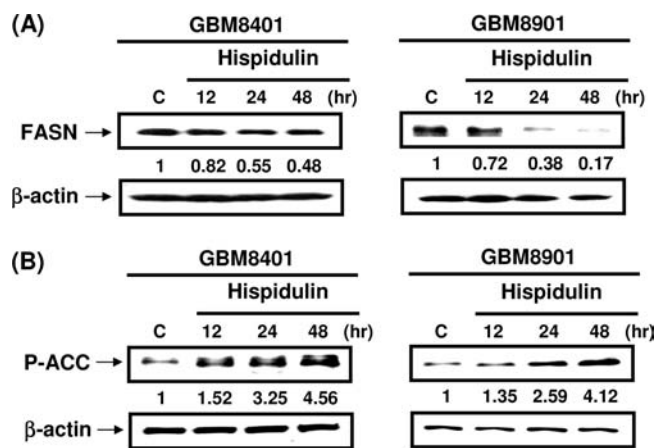 (A)
GBM8401 GBM8901
Hispidulin Hispidulin
C 12 24 48 (hr) C 12 24 48 (hr)
FASN
1 0.82 0.55 0.48 1 0.72 0.38 0.17
β-actin
(B)
GBM8401 GBM8901
Hispidulin Hispidulin
C 12 24 48 (hr) C 12 24 48 (hr)
P-ACC
1 1.52 3.25 4.56 1 1.35 2.59 4.12
β-actin